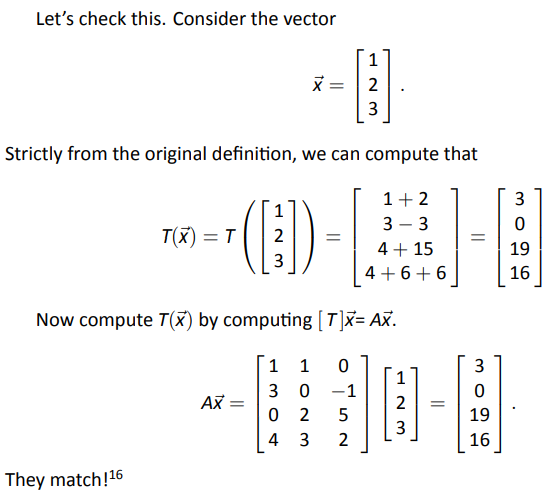 Let's check this. Consider the vector
x⃗ = [1; 2; 3] .
Strictly from the original definition, we can compute that
T(x⃗) = T([1; 2; 3]) = [1 + 2; 3 − 3; 4 + 15; 4 + 6 + 6] = [3; 0; 19; 16]
Now compute T(x⃗) by computing [ T ]x⃗= Ax⃗.
Ax⃗ = [1 1 0; 3 0 −1; 0 2 5; 4 3 2] [1; 2; 3] = [3; 0; 19; 16] .
They match!¹⁶